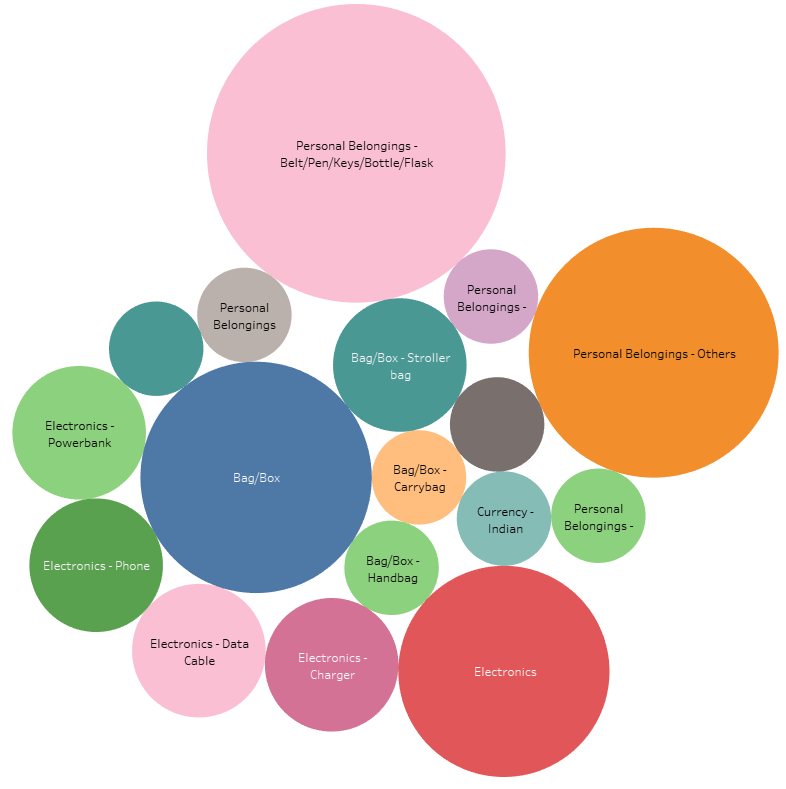 Personal Belongings -
Belt/Pen/Keys/Bottle/Flask
Personal
Belongings -
Personal
Belongings
Personal Belongings - Others
Bag/Box - Stroller
bag
Electronics -
Powerbank
Bag/Box
Bag/Box -
Carrybag
Currency -
Indian
Personal
Belongings -
Electronics - Phone
Bag/Box -
Handbag
Electronics - Data
Cable
Electronics -
Charger
Electronics